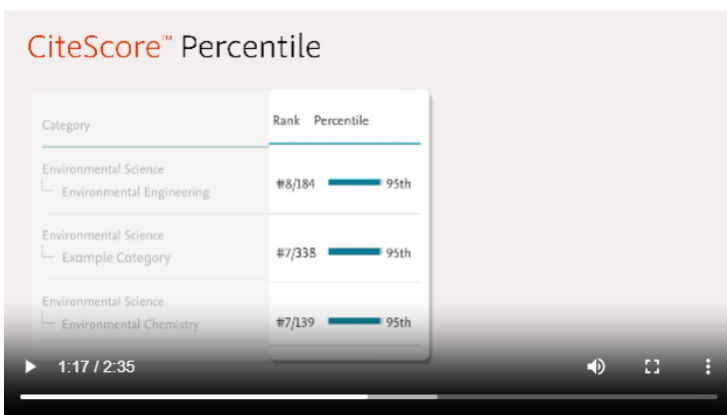 CiteScore™ Percentile
Category Rank Percentile
Environmental Science
Environmental Engineering #8/184 95th
Environmental Science
Example Category #7/338 95th
Environmental Science
Environmental Chemistry #7/139 95th
1:17 / 2:35